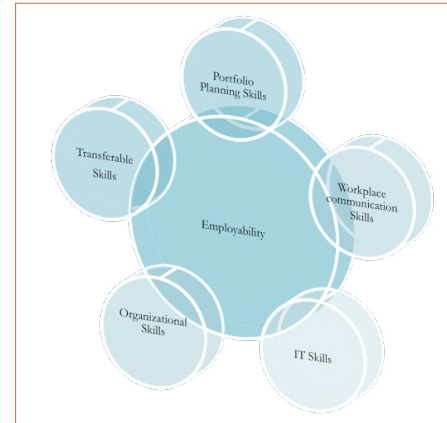 Portfolio
Planning Skills
Transferable
Skills
Workplace
communication
Skills
Employability
Organizational
Skills
IT Skills